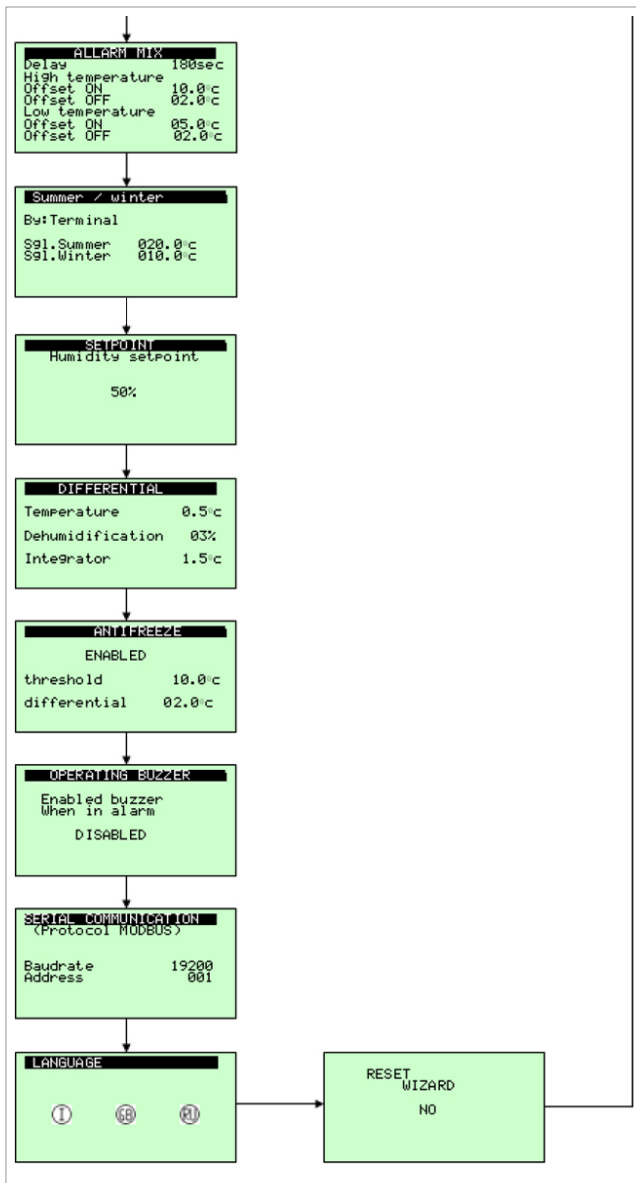 ALLARM MIX
Delay 180sec
High temperature
Offset ON 10.0°c
Offset OFF 02.0°c
Low temperature
Offset ON 05.0°c
Offset OFF 02.0°c
Summer / winter
By:Terminal
Sgl.Summer 020.0°c
Sgl.Winter 010.0°c
SETPOINT
Humidity setpoint
50%
DIFFERENTIAL
Temperature 0.5°c
Dehumidification 03%
Integrator 1.5°c
ANTIFREEZE
ENABLED
threshold 10.0°c
differential 02.0°c
OPERATING BUZZER
Enabled buzzer
When in alarm
DISABLED
SERIAL COMMUNICATION
(Protocol MODBUS)
Baudrate 19200
Address 001
LANGUAGE
I GB RU
RESET
WIZARD
NO